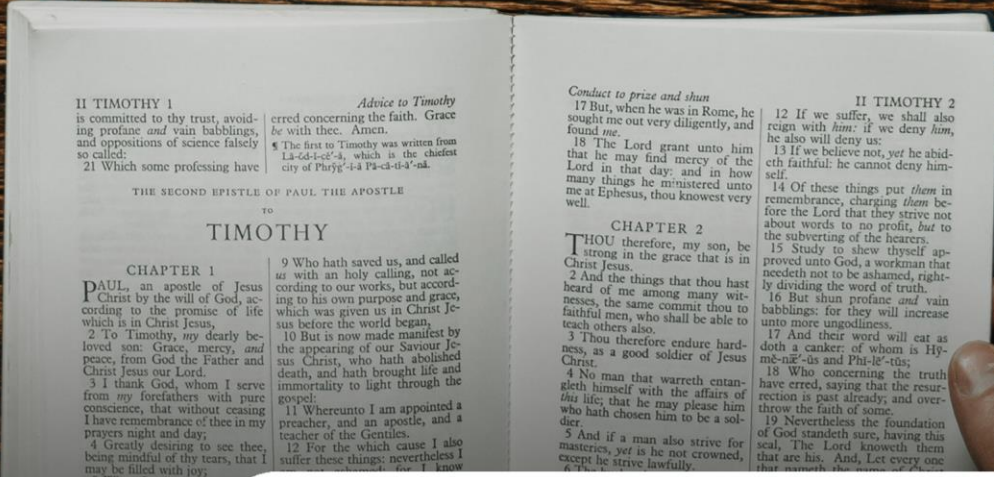 II TIMOTHY 1
Advice to Timothy
is committed to thy trust, avoid-
ing profane and vain babblings,
and oppositions of science falsely
so called:
21 Which some professing have
erred concerning the faith. Grace
be with thee. Amen.
¶ The first to Timothy was written from
Lā-ŏd-ĭ-cē′-á, which is the chiefest
city of Phrўg′-ĭ-á Pā-cā-tĭ-ā′-ná.
THE SECOND EPISTLE OF PAUL THE APOSTLE
TO
TIMOTHY
CHAPTER 1
PAUL, an apostle of Jesus
Christ by the will of God, ac-
cording to the promise of life
which is in Christ Jesus,
2 To Timothy, my dearly be-
loved son: Grace, mercy, and
peace, from God the Father and
Christ Jesus our Lord.
3 I thank God, whom I serve
from my forefathers with pure
conscience, that without ceasing
I have remembrance of thee in my
prayers night and day;
4 Greatly desiring to see thee,
being mindful of thy tears, that I
may be filled with joy;
9 Who hath saved us, and called
us with an holy calling, not ac-
cording to our works, but accord-
ing to his own purpose and grace,
which was given us in Christ Je-
sus before the world began,
10 But is now made manifest by
the appearing of our Saviour Je-
sus Christ, who hath abolished
death, and hath brought life and
immortality to light through the
gospel:
11 Whereunto I am appointed a
preacher, and an apostle, and a
teacher of the Gentiles.
12 For the which cause I also
suffer these things: nevertheless I
am not ashamed: for I know
Conduct to prize and shun
II TIMOTHY 2
17 But, when he was in Rome, he
sought me out very diligently, and
found me.
18 The Lord grant unto him
that he may find mercy of the
Lord in that day: and in how
many things he ministered unto
me at Ephesus, thou knowest very
well.
CHAPTER 2
THOU therefore, my son, be
strong in the grace that is in
Christ Jesus.
2 And the things that thou hast
heard of me among many wit-
nesses, the same commit thou to
faithful men, who shall be able to
teach others also.
3 Thou therefore endure hard-
ness, as a good soldier of Jesus
Christ.
4 No man that warreth entan-
gleth himself with the affairs of
this life; that he may please him
who hath chosen him to be a sol-
dier.
5 And if a man also strive for
masteries, yet is he not crowned,
except he strive lawfully.
12 If we suffer, we shall also
reign with him: if we deny him,
he also will deny us:
13 If we believe not, yet he abid-
eth faithful: he cannot deny him-
self.
14 Of these things put them in
remembrance, charging them be-
fore the Lord that they strive not
about words to no profit, but to
the subverting of the hearers.
15 Study to shew thyself ap-
proved unto God, a workman that
needeth not to be ashamed, right-
ly dividing the word of truth.
16 But shun profane and vain
babblings: for they will increase
unto more ungodliness.
17 And their word will eat as
doth a canker: of whom is Hȳ-
mĕ-næ′-ŭs and Phī-lē′-tŭs;
18 Who concerning the truth
have erred, saying that the resur-
rection is past already; and over-
throw the faith of some.
19 Nevertheless the foundation
of God standeth sure, having this
seal, The Lord knoweth them
that are his. And, Let every one
that nameth the name of Christ